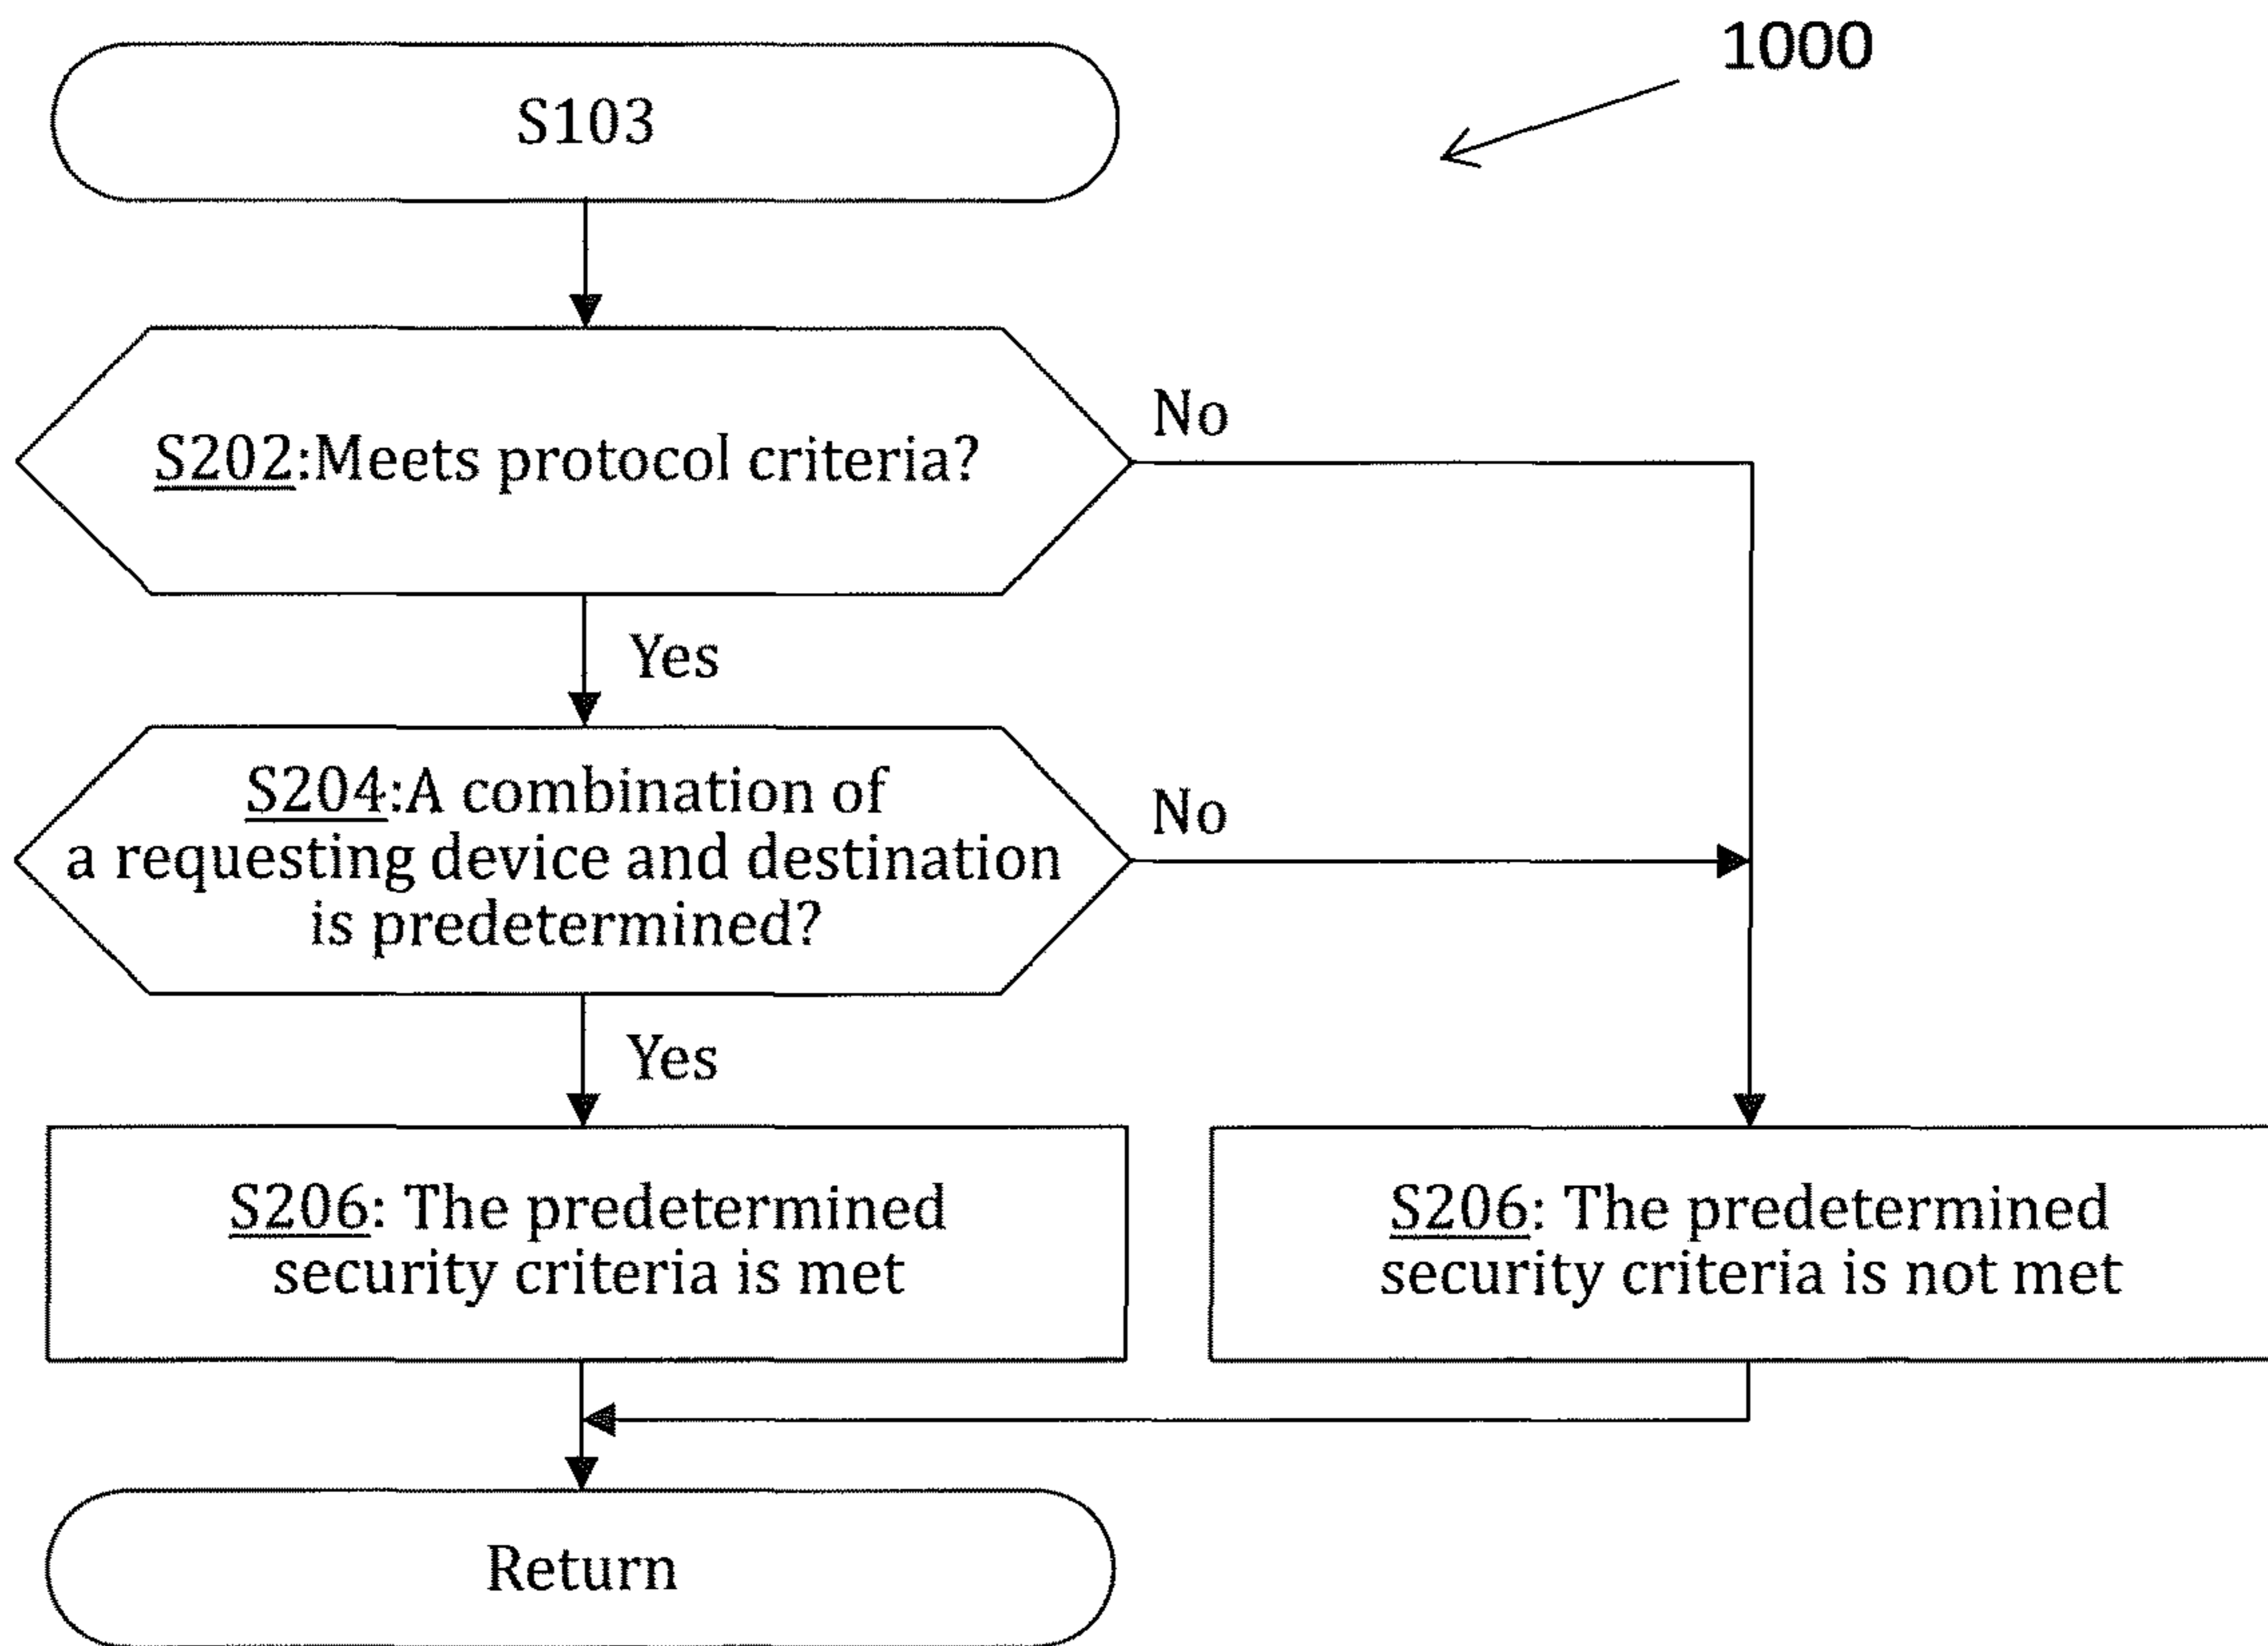 1000
S103
S202:Meets protocol criteria?
No
Yes
S204:A combination of
a requesting device and destination
is predetermined?
No
Yes
S206: The predetermined
security criteria is met
S206: The predetermined
security criteria is not met
Return